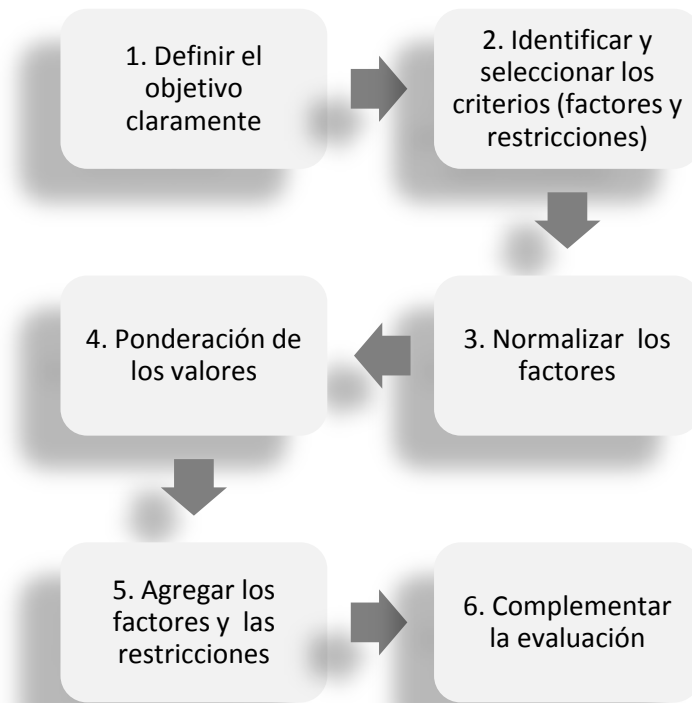 1. Definir el
objetivo
claramente
2. Identificar y
seleccionar los
criterios (factores y
restricciones)
3. Normalizar los
factores
4. Ponderación de
los valores
5. Agregar los
factores y las
restricciones
6. Complementar
la evaluación